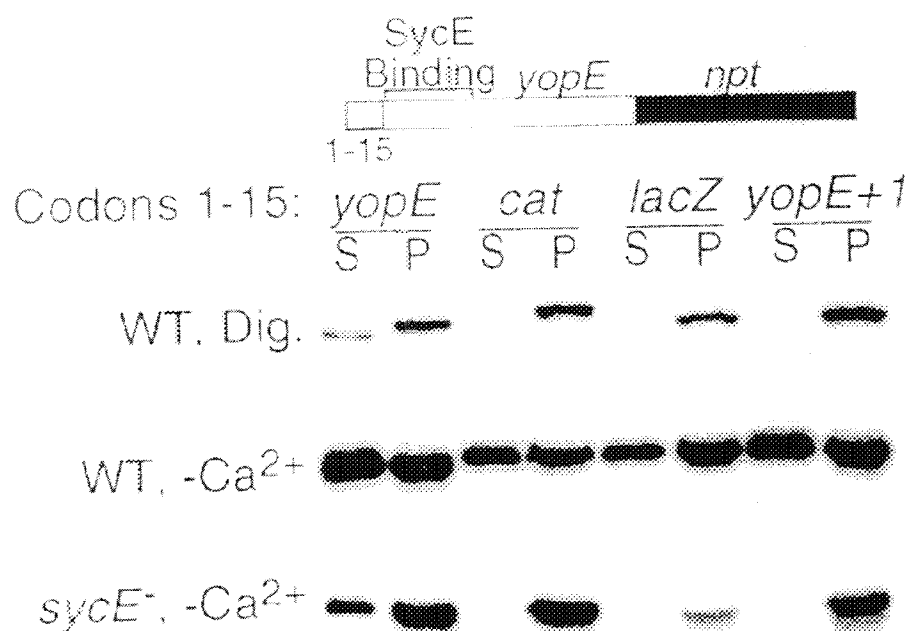 SycE
Binding yopE npt
1-15
Codons 1-15: yopE cat lacZ yopE+1
S P S P S P S P
WT, Dig.
WT, -Ca2+
sycE-, -Ca2+